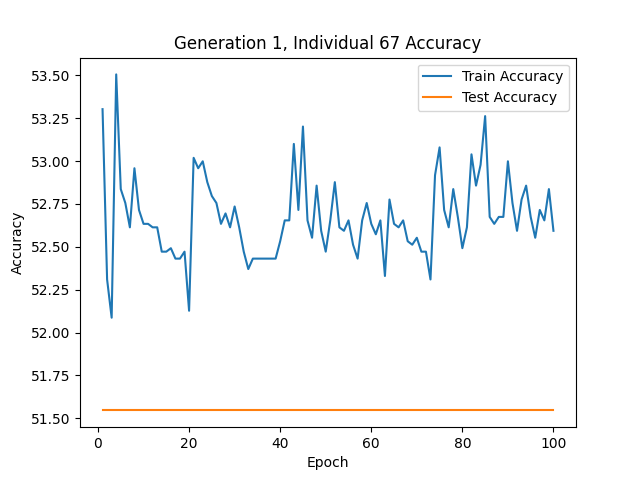 Generation 1, Individual 67 Accuracy
Train Accuracy
Test Accuracy
53.50
53.25
53.00
52.75
52.50
52.25
52.00
51.75
51.50
Accuracy
0 20 40 60 80 100
Epoch